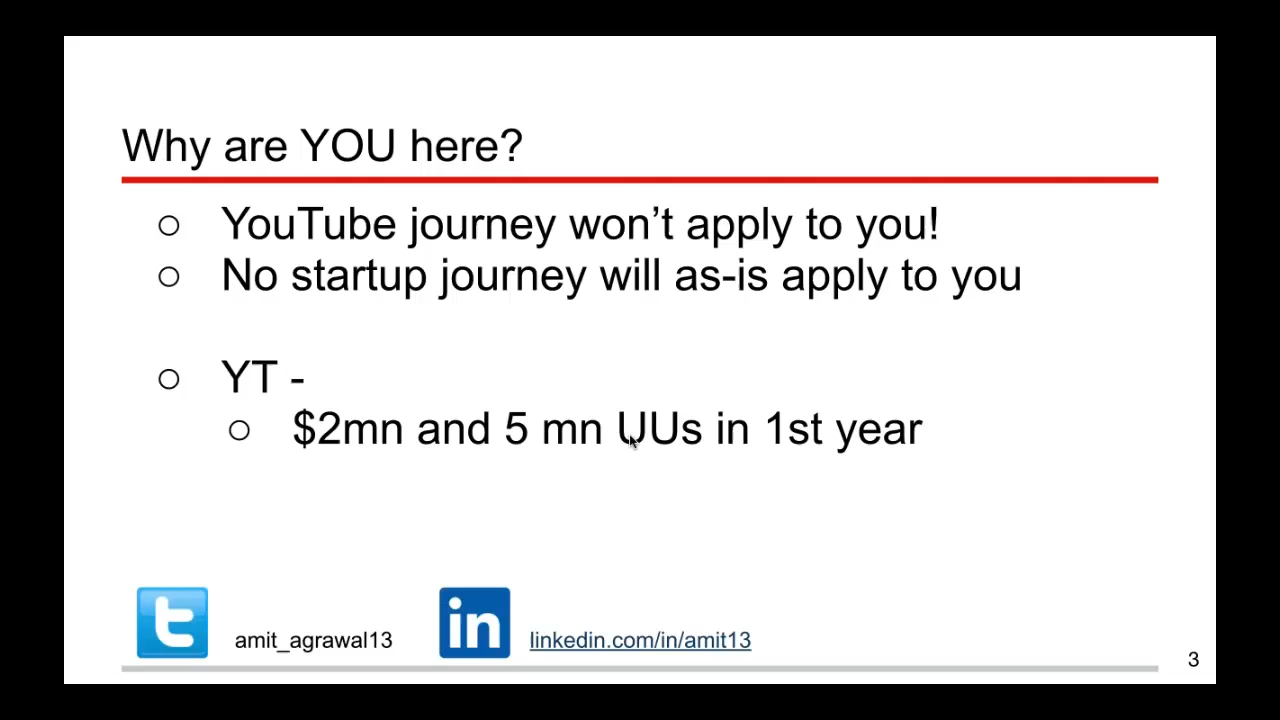 Why are YOU here?
○ YouTube journey won’t apply to you!
○ No startup journey will as-is apply to you
○ YT -
○ $2mn and 5 mn UUs in 1st year
amit_agrawal13
in
linkedin.com/in/amit13
3